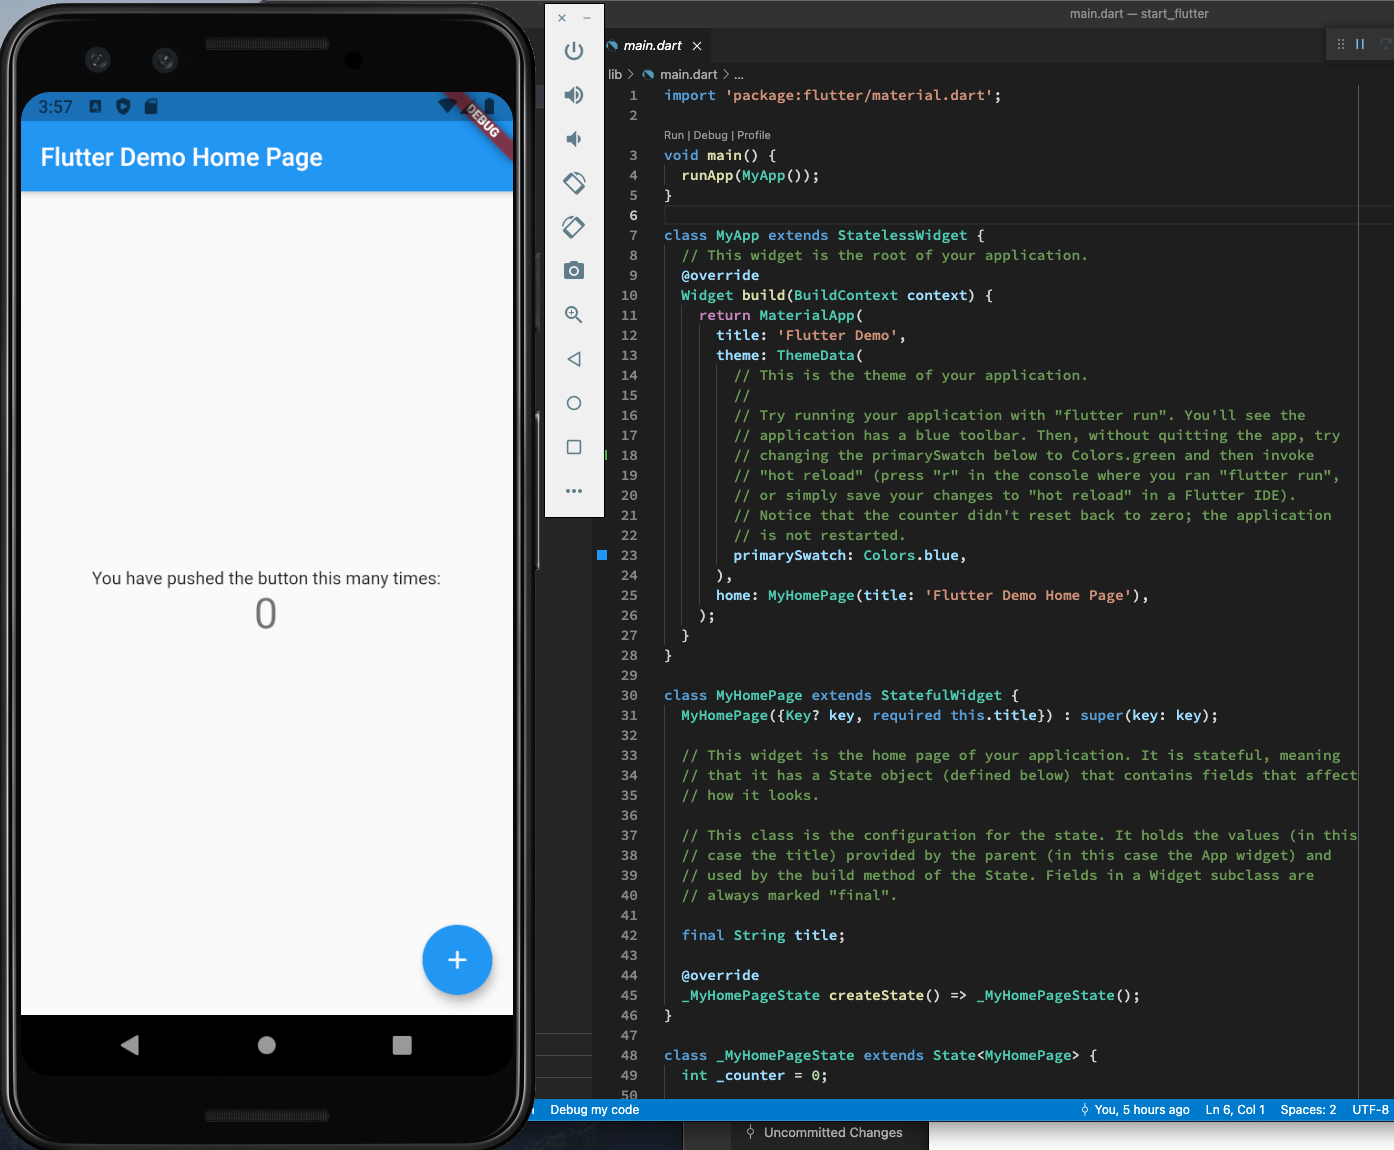 3:57
DEBUG
Flutter Demo Home Page
You have pushed the button this many times:
0
main.dart — start_flutter
main.dart
lib > main.dart > ...
1 import 'package:flutter/material.dart';
2
Run | Debug | Profile
3 void main() {
4 runApp(MyApp());
5 }
6
7 class MyApp extends StatelessWidget {
8 // This widget is the root of your application.
9 @override
10 Widget build(BuildContext context) {
11 return MaterialApp(
12 title: 'Flutter Demo',
13 theme: ThemeData(
14 // This is the theme of your application.
15 //
16 // Try running your application with "flutter run". You'll see the
17 // application has a blue toolbar. Then, without quitting the app, try
18 // changing the primarySwatch below to Colors.green and then invoke
19 // "hot reload" (press "r" in the console where you ran "flutter run",
20 // or simply save your changes to "hot reload" in a Flutter IDE).
21 // Notice that the counter didn't reset back to zero; the application
22 // is not restarted.
23 primarySwatch: Colors.blue,
24 ),
25 home: MyHomePage(title: 'Flutter Demo Home Page'),
26 );
27 }
28 }
29
30 class MyHomePage extends StatefulWidget {
31 MyHomePage({Key? key, required this.title}) : super(key: key);
32
33 // This widget is the home page of your application. It is stateful, meaning
34 // that it has a State object (defined below) that contains fields that affect
35 // how it looks.
36
37 // This class is the configuration for the state. It holds the values (in this
38 // case the title) provided by the parent (in this case the App widget) and
39 // used by the build method of the State. Fields in a Widget subclass are
40 // always marked "final".
41
42 final String title;
43
44 @override
45 _MyHomePageState createState() => _MyHomePageState();
46 }
47
48 class _MyHomePageState extends State<MyHomePage> {
49 int _counter = 0;
50
Debug my code
You, 5 hours ago Ln 6, Col 1 Spaces: 2 UTF-8
Uncommitted Changes